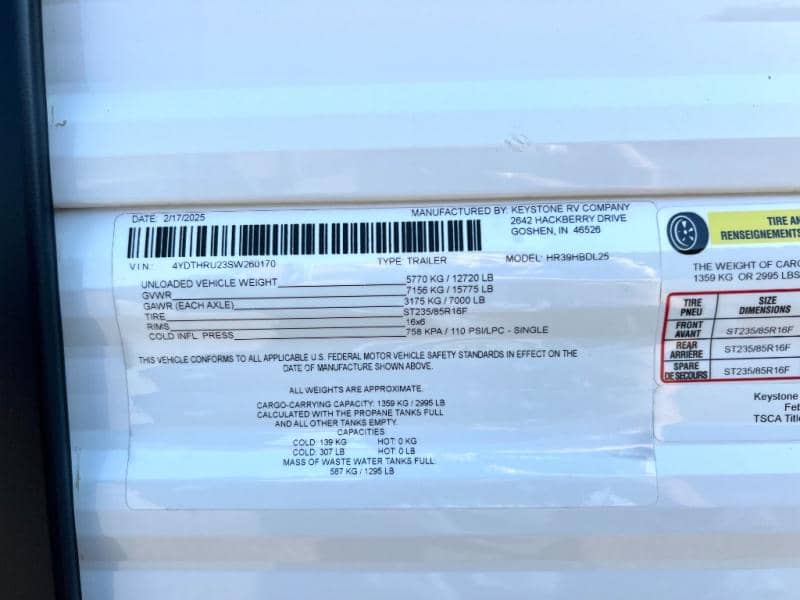 DATE: 2/17/2025
MANUFACTURED BY: KEYSTONE RV COMPANY
2642 HACKBERRY DRIVE
GOSHEN, IN 46526
VIN: 4YDTHRU23SW260170 TYPE: TRAILER MODEL: HR39HBDL25
UNLOADED VEHICLE WEIGHT 5770 KG / 12720 LB
GVWR 7156 KG / 15775 LB
GAWR (EACH AXLE) 3175 KG / 7000 LB
TIRE ST235/85R16F
RIMS 16x6
COLD INFL. PRESS 758 KPA / 110 PSI/LPC - SINGLE
THIS VEHICLE CONFORMS TO ALL APPLICABLE U.S. FEDERAL MOTOR VEHICLE SAFETY STANDARDS IN EFFECT ON THE
DATE OF MANUFACTURE SHOWN ABOVE.
ALL WEIGHTS ARE APPROXIMATE.
CARGO-CARRYING CAPACITY: 1359 KG / 2995 LB
CALCULATED WITH THE PROPANE TANKS FULL
AND ALL OTHER TANKS EMPTY.
CAPACITIES
COLD: 139 KG HOT: 0 KG
COLD: 307 LB HOT: 0 LB
MASS OF WASTE WATER TANKS FULL:
587 KG / 1295 LB
TIRE AN
RENSEIGNEMENTS
THE WEIGHT OF CARG
1359 KG OR 2995 LBS
TIRE SIZE
PNEU DIMENSIONS
FRONT
AVANT ST235/85R16F
REAR
ARRIÈRE ST235/85R16F
SPARE
DE SECOURS ST235/85R16F
Keystone
Feb
TSCA Title